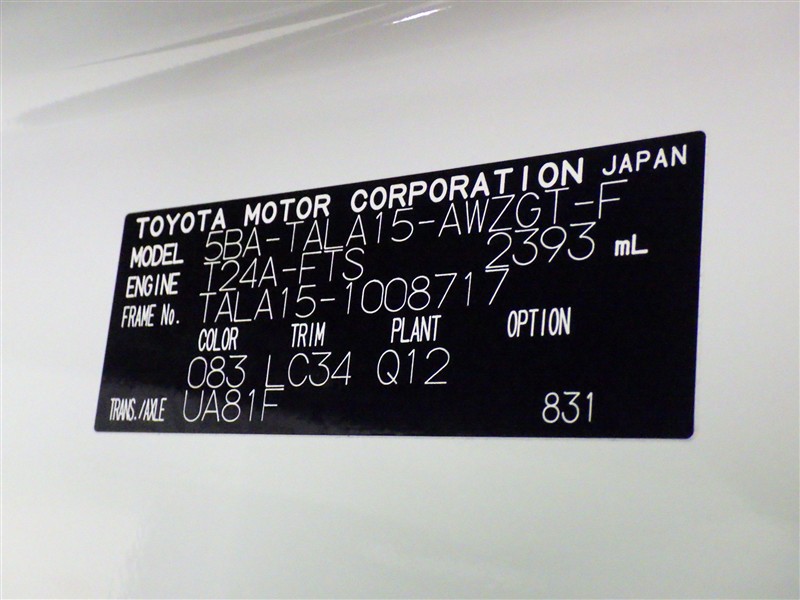 TOYOTA MOTOR CORPORATION JAPAN
MODEL 5BA-TALA15-AWZGT-F
ENGINE T24A-FTS 2393 mL
FRAME No. TALA15-1008717
COLOR TRIM PLANT OPTION
083 LC34 Q12
TRANS./AXLE UA81F 831